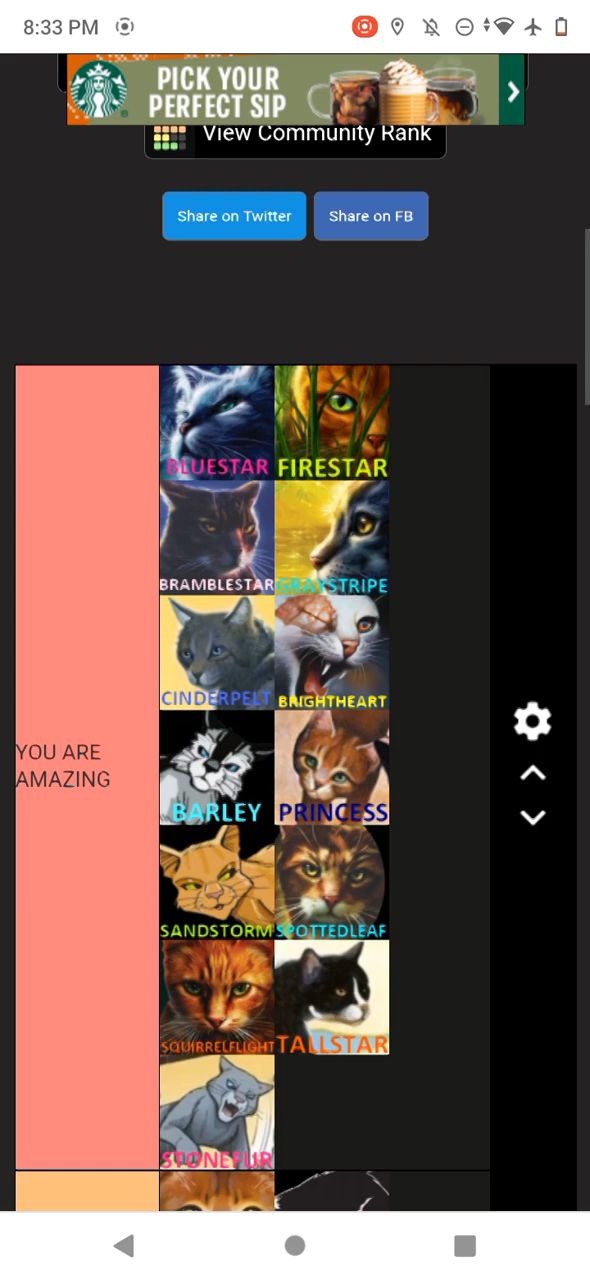 8:33 PM
PICK YOUR
PERFECT SIP
View Community Rank
Share on Twitter
Share on FB
YOU ARE
AMAZING
BLUESTAR
FIRESTAR
BRAMBLESTAR
GRAYSTRIPE
CINDERPELT
BRIGHTHEART
BARLEY
PRINCESS
SANDSTORM
SPOTTEDLEAF
SQUIRRELFLIGHT
TALLSTAR
STONEFUR